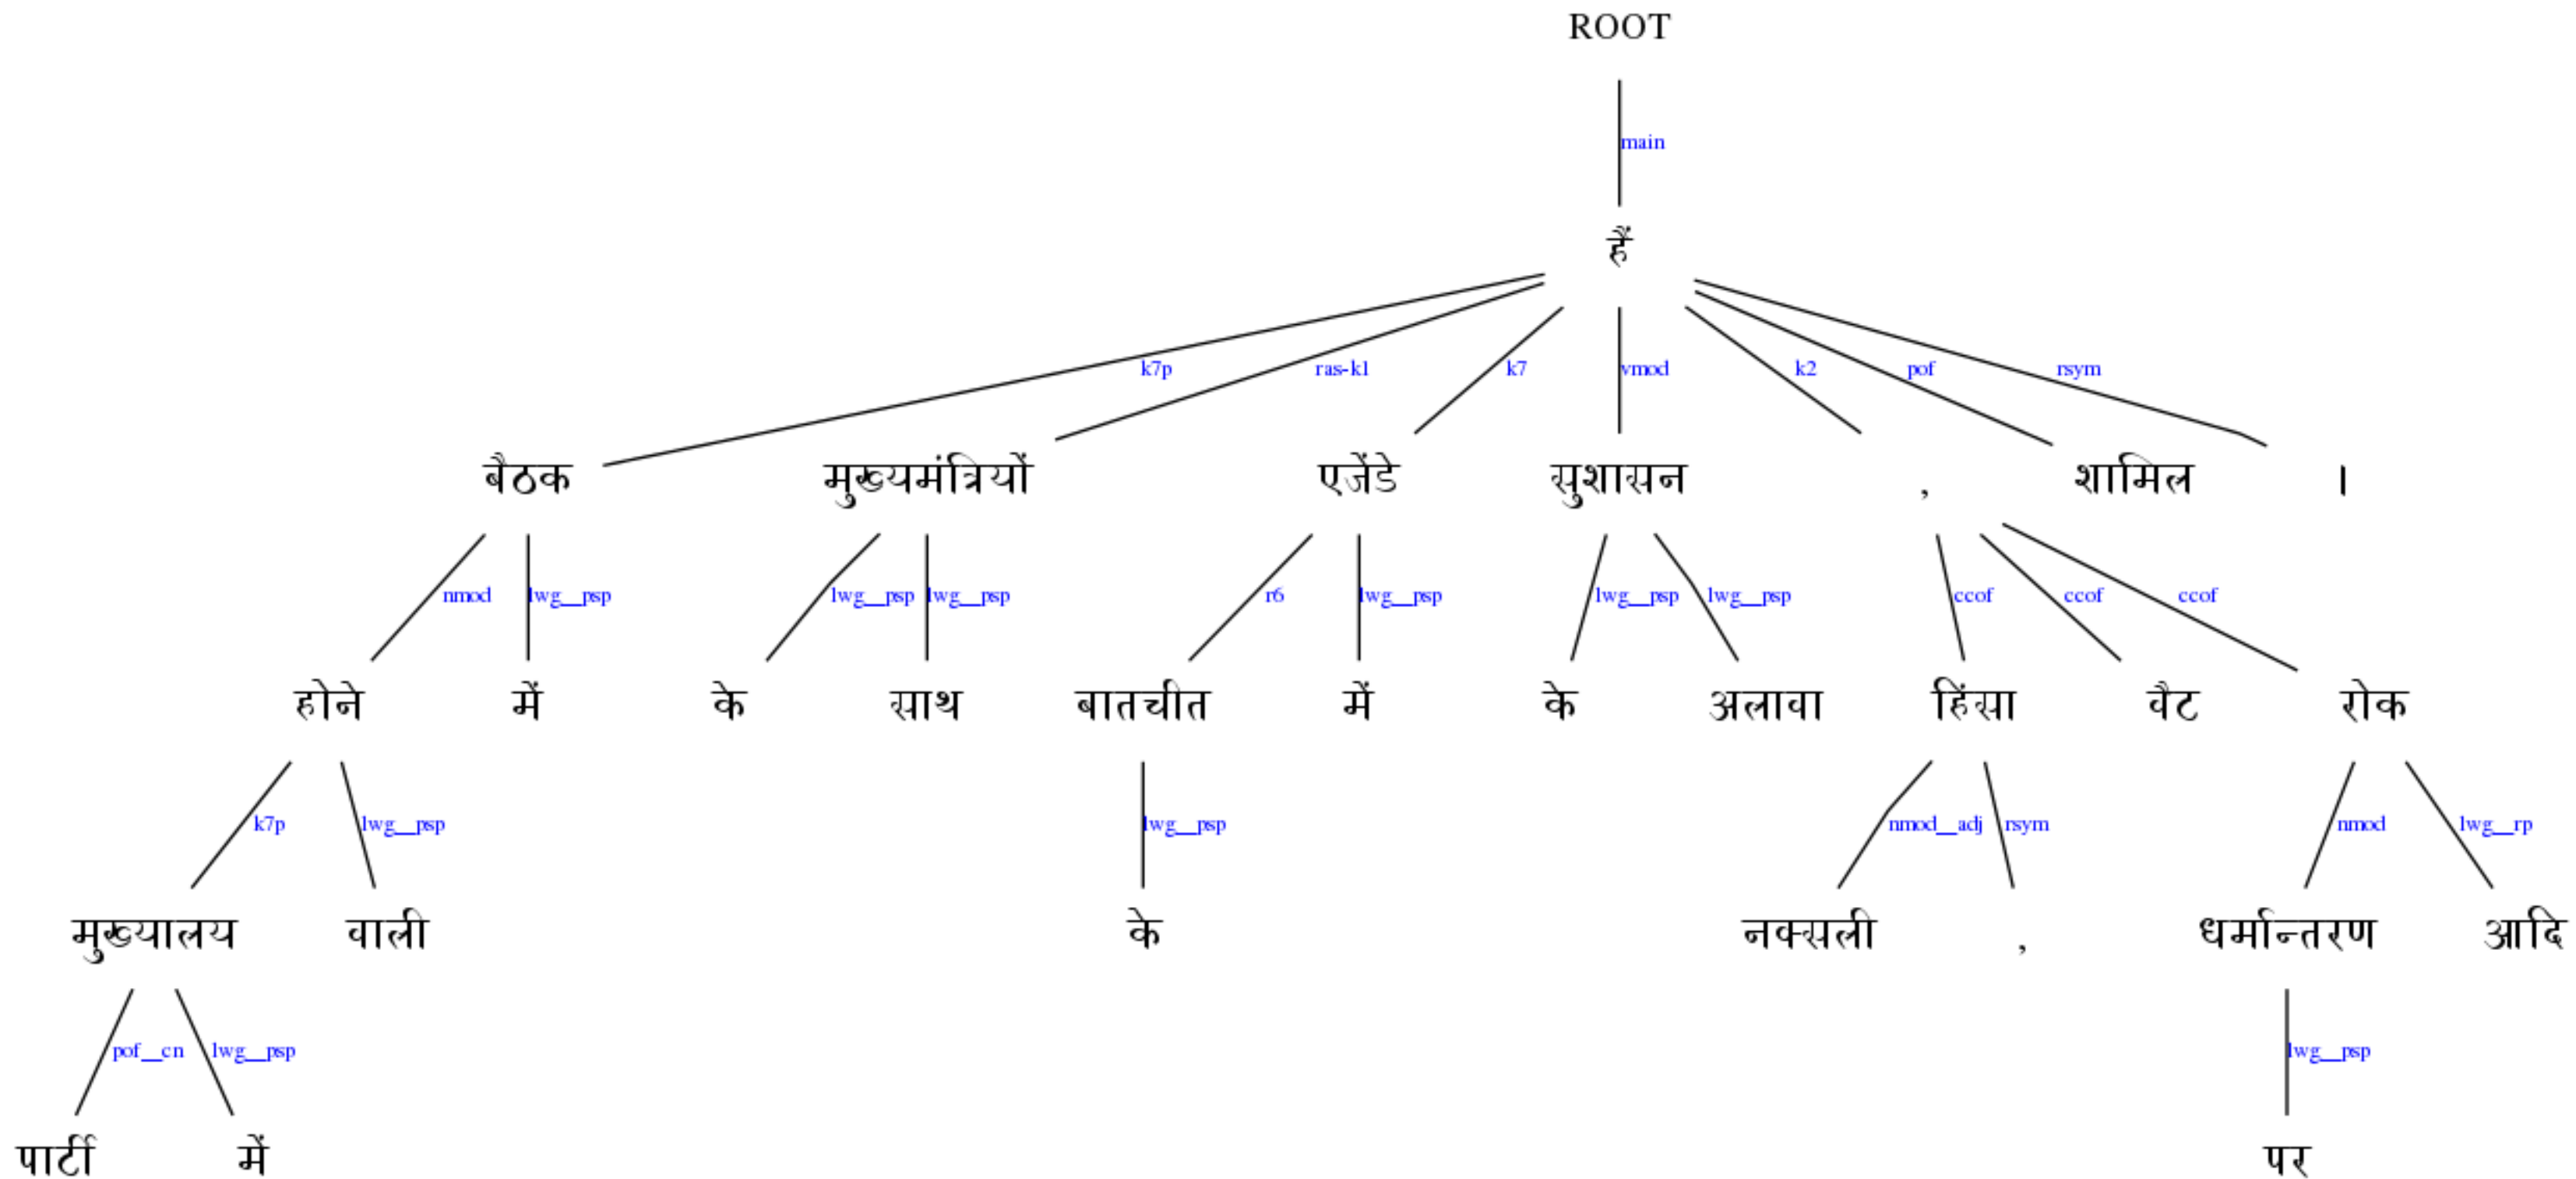 ROOT
main
हैं
k7p ras-k1 k7 vmod k2 pof rsym
बैठक मुख्यमंत्रियों एजेंडे सुशासन , शामिल ।
nmod lwg__psp lwg__psp lwg__psp r6 lwg__psp lwg__psp lwg__psp ccof ccof ccof
होने में के साथ बातचीत में के अलावा हिंसा वैट रोक
k7p lwg__psp lwg__psp nmod__adj rsym nmod lwg__rp
मुख्यालय वाली के नक्सली , धर्मान्तरण आदि
pof__cn lwg__psp lwg__psp
पार्टी में पर